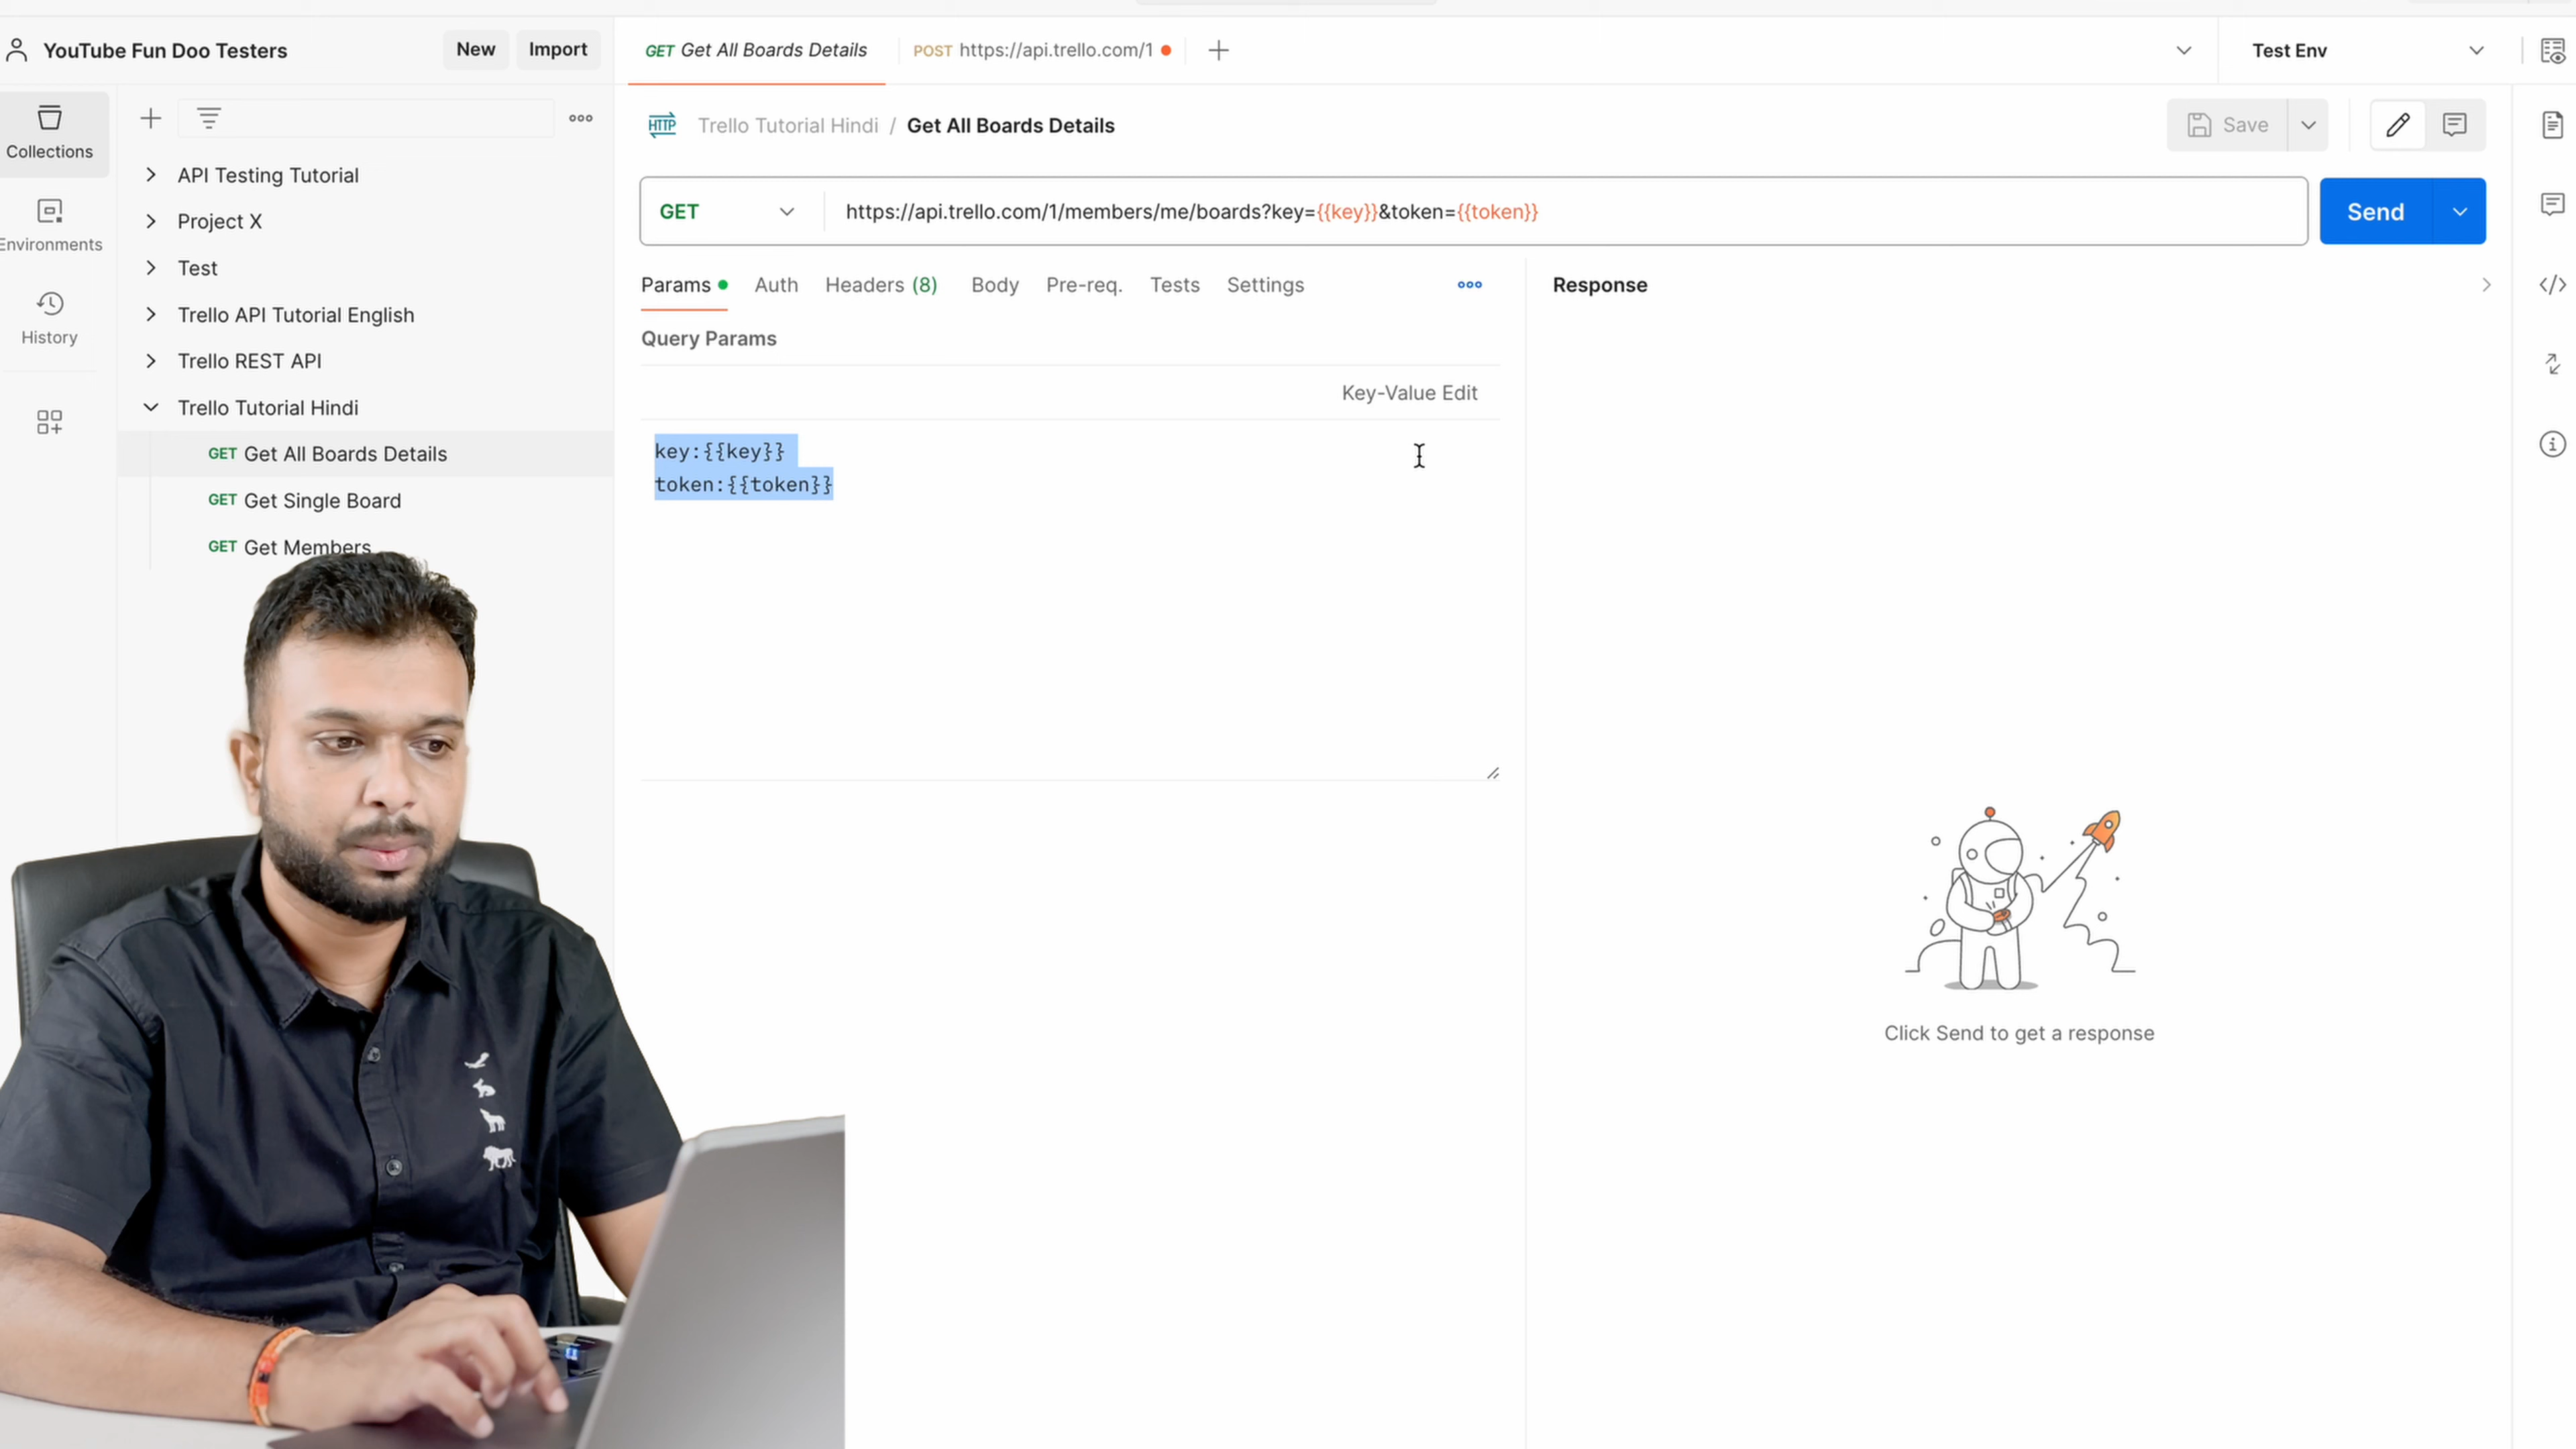 YouTube Fun Doo Testers
New
Import
GET Get All Boards Details
POST https://api.trello.com/1
Test Env
Collections
Environments
History
API Testing Tutorial
Project X
Test
Trello API Tutorial English
Trello REST API
Trello Tutorial Hindi
GET Get All Boards Details
GET Get Single Board
GET Get Members
HTTP Trello Tutorial Hindi / Get All Boards Details
Save
GET
https://api.trello.com/1/members/me/boards?key={{key}}&token={{token}}
Send
Params
Auth
Headers (8)
Body
Pre-req.
Tests
Settings
Query Params
Key-Value Edit
key:{{key}}
token:{{token}}
Response
Click Send to get a response